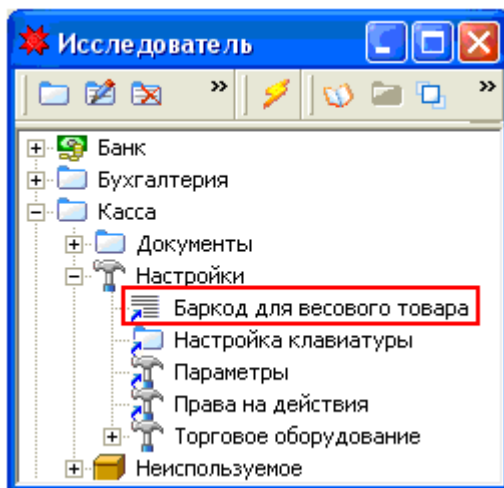 Исследователь
» »
Банк
Бухгалтерия
Касса
Документы
Настройки
Баркод для весового товара
Настройка клавиатуры
Параметры
Права на действия
Торговое оборудование
Неиспользуемое